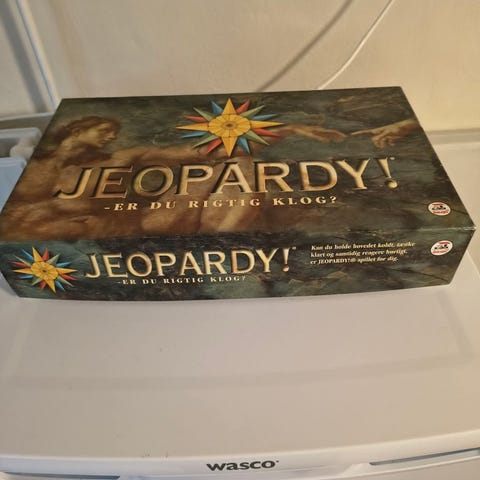 JEOPARDY!®
-ER DU RIGTIG KLOG?
JEOPARDY!®
-ER DU RIGTIG KLOG?
Kan du holde hovedet koldt, tænke
klart og samtidig reagere hurtigt,
er JEOPARDY!® spillet for dig.
wasco